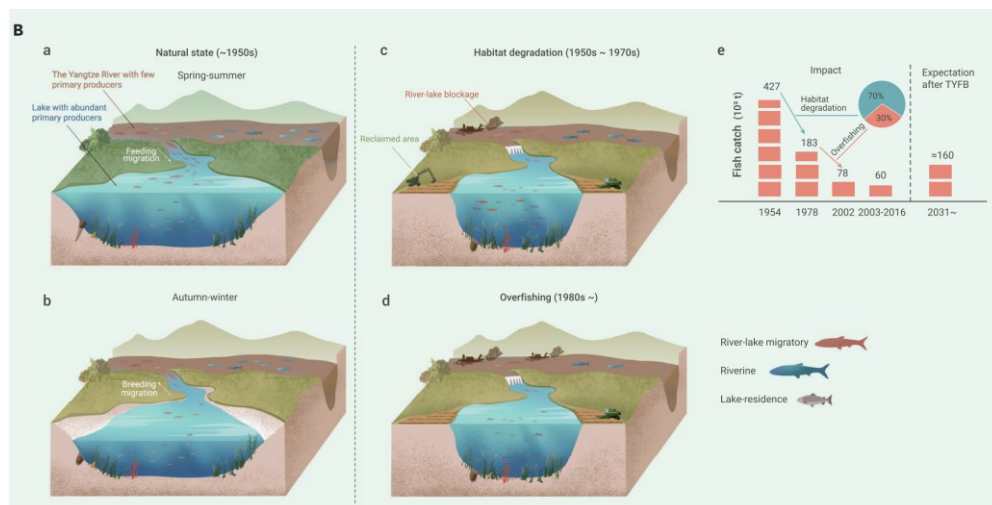 B
a
Natural state (~1950s)
Spring-summer
The Yangtze River with few
primary producers
Lake with abundant
primary producers
Feeding
migration
b
Autumn-winter
Breeding
migration
c
Habitat degradation (1950s ~ 1970s)
River-lake blockage
Reclaimed area
d
Overfishing (1980s ~)
e
Impact
Expectation
after TYFB
Fish catch (10³ t)
427
Habitat
degradation
70%
30%
Overfishing
183
78
60
≈160
1954
1978
2002
2003-2016
2031~
River-lake migratory
Riverine
Lake-residence